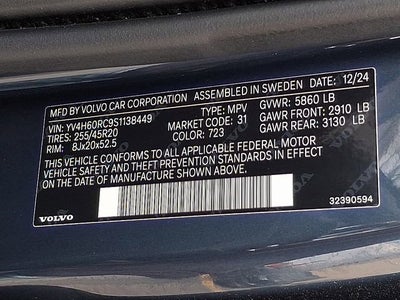 MFD BY VOLVO CAR CORPORATION ASSEMBLED IN SWEDEN DATE: 12/24
VIN: YV4H60RC9S1138449 TYPE: MPV GVWR: 5860 LB
TIRES: 255/45R20 MARKET CODE: 31 GAWR FRONT: 2910 LB
RIM: 8Jx20x52.5 COLOR: 723 GAWR REAR: 3130 LB
THIS VEHICLE CONFORMS TO ALL APPLICABLE FEDERAL MOTOR
VEHICLE SAFETY AND THEFT PREVENTION STANDARDS IN EFFECT
ON THE DATE OF MANUFACTURE SHOWN ABOVE.
VOLVO 32390594